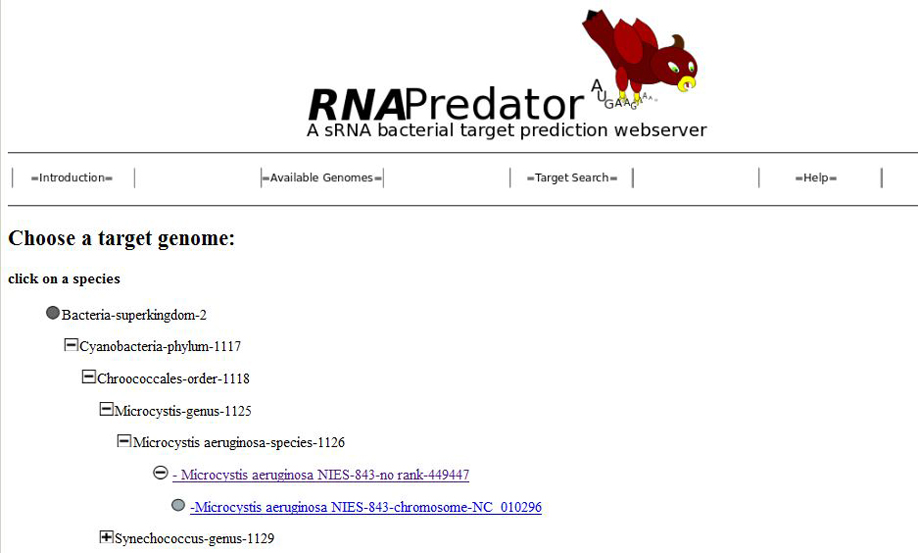 RNAPredator
AUGAAGAA...
A sRNA bacterial target prediction webserver
=Introduction=
=Available Genomes=
=Target Search=
=Help=
Choose a target genome:
click on a species
Bacteria-superkingdom-2
Cyanobacteria-phylum-1117
Chroococcales-order-1118
Microcystis-genus-1125
Microcystis aeruginosa-species-1126
- Microcystis aeruginosa NIES-843-no rank-449447
-Microcystis aeruginosa NIES-843-chromosome-NC_010296
Synechococcus-genus-1129